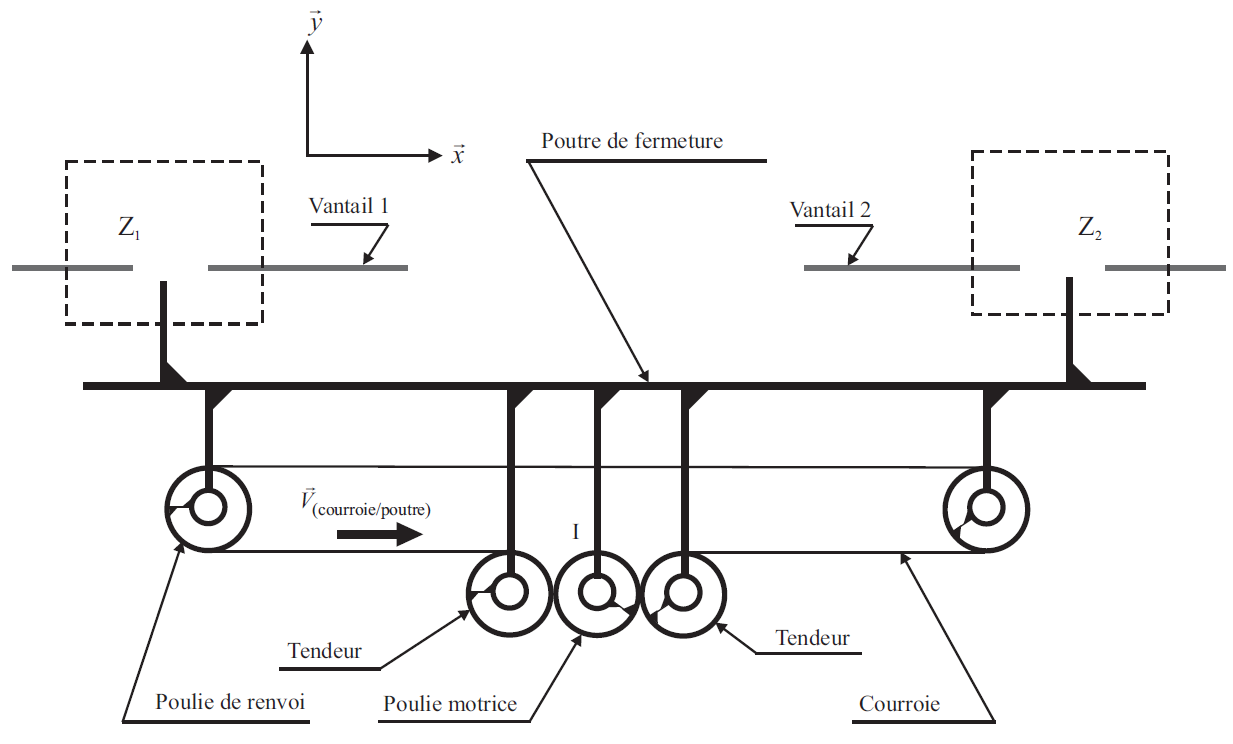 y
Poutre de fermeture
x
Vantail 1
Vantail 2
Z1
Z2
V(courroie/poutre)
I
Tendeur
Tendeur
Poulie de renvoi
Poulie motrice
Courroie